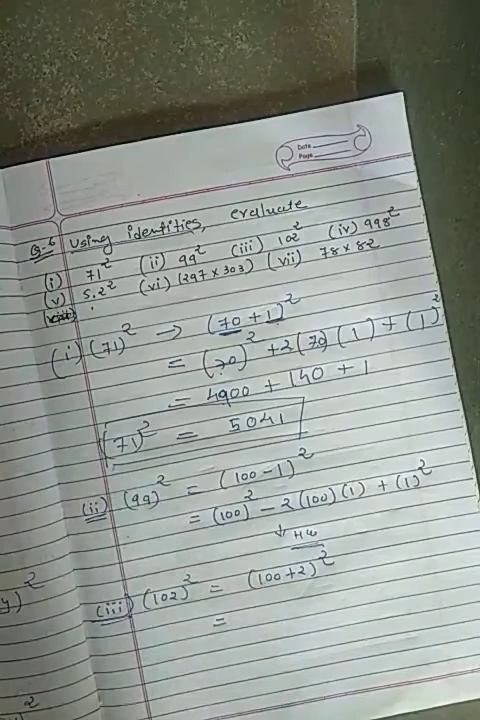 Date
Page
Q-6 Using identities, evaluate
(i) 71² (ii) 99² (iii) 102² (iv) 998²
(v) 5.2² (vi) (297 x 303) (vii) 78 x 82
(i) (71)² → (70 + 1)²
= (70)² + 2(70)(1) + (1)²
= 4900 + 140 + 1
(71)² = 5041
(ii) (99)² = (100 - 1)²
= (100)² - 2(100)(1) + (1)²
↓ HW
(iii) (102)² = (100+2)²
=
y)²
2